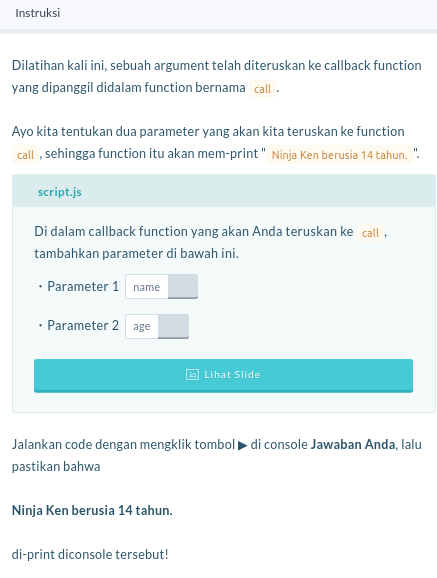 Instruksi
Dilatihan kali ini, sebuah argument telah diteruskan ke callback function
yang dipanggil didalam function bernama call .
Ayo kita tentukan dua parameter yang akan kita teruskan ke function
call , sehingga function itu akan mem-print " Ninja Ken berusia 14 tahun. ".
script.js
Di dalam callback function yang akan Anda teruskan ke call ,
tambahkan parameter di bawah ini.
・Parameter 1 name
・Parameter 2 age
Lihat Slide
Jalankan code dengan mengklik tombol ▶ di console Jawaban Anda, lalu
pastikan bahwa
Ninja Ken berusia 14 tahun.
di-print diconsole tersebut!